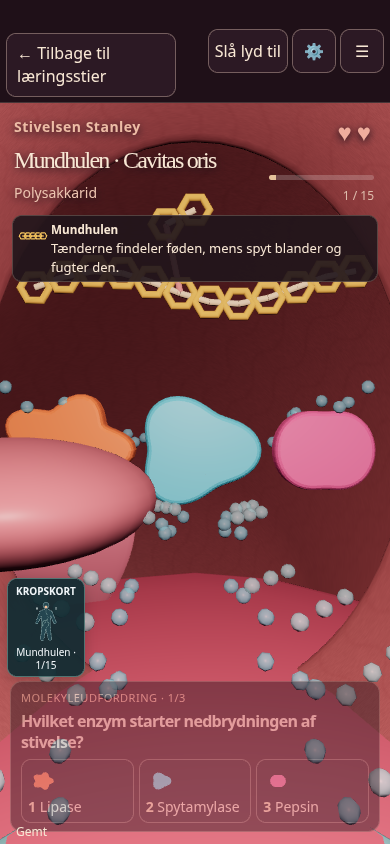 ← Tilbage til
læringsstier
Slå lyd til
Stivelsen Stanley
Mundhulen · Cavitas oris
Polysakkarid
1 / 15
Mundhulen
Tænderne findeler føden, mens spyt blander og
fugter den.
KROPSKORT
Mundhulen ·
1/15
MOLEKYLEUDFORDRING · 1/3
Hvilket enzym starter nedbrydningen af
stivelse?
1 Lipase
2 Spytamylase
3 Pepsin
Gemt